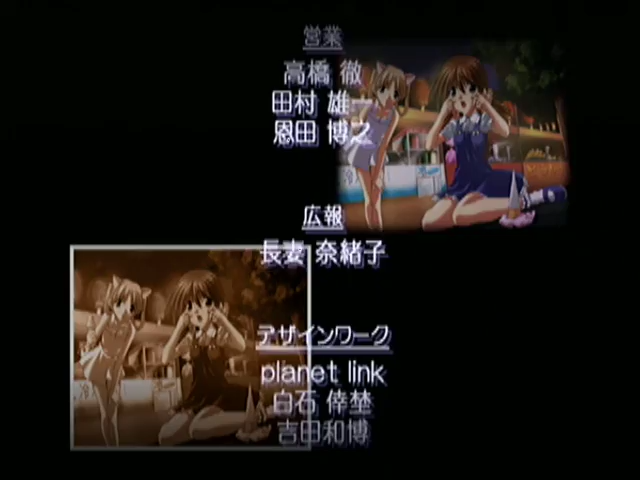 営業
高橋 徹
田村 雄一
恩田 博之
広報
長妻 奈緒子
デザインワーク
planet link
白石 倖埜
吉田和博